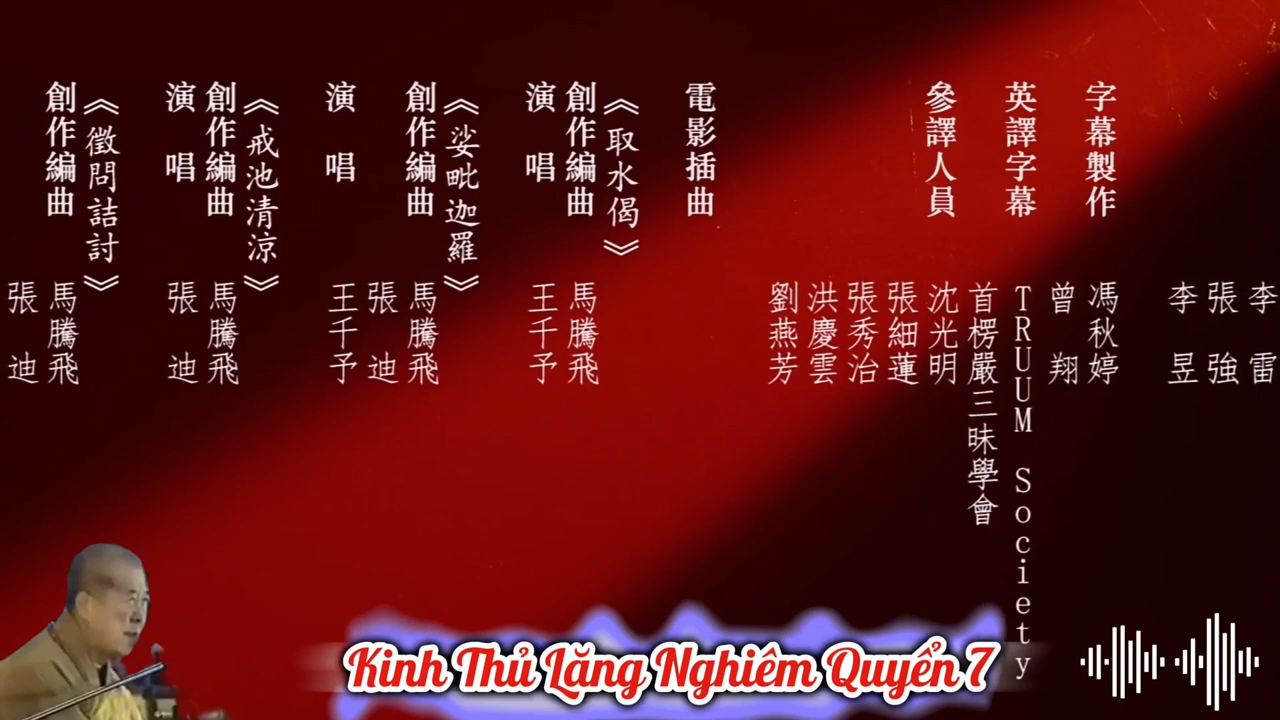 李雷
張強
李昱
字幕製作
馮秋婷
曾翔
英譯字幕
TRUUM Society
首楞嚴三昧學會
參譯人員
沈光明
張細蓮
張秀治
洪慶雲
劉燕芳
電影插曲
《取水偈》
創作編曲
馬騰飛
演唱
王千予
《娑毗迦羅》
創作編曲
馬騰飛
張迪
演唱
王千予
《戒池清涼》
創作編曲
馬騰飛
演唱
張迪
《徵問詰討》
創作編曲
馬騰飛
張迪
Kinh Thủ Lăng Nghiêm Quyển 7